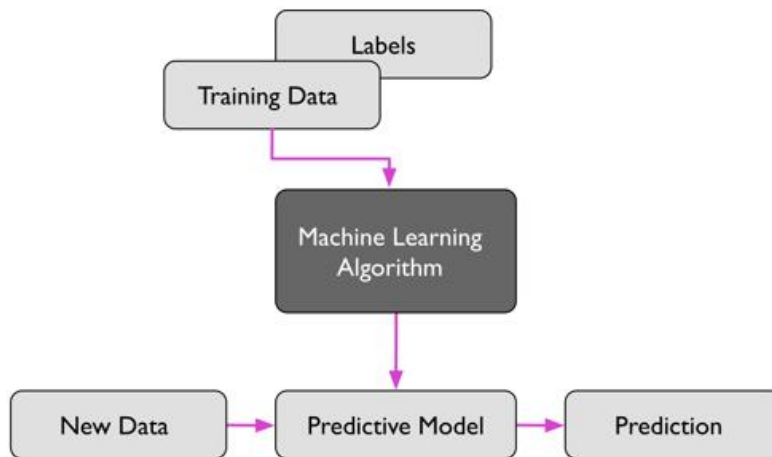 Labels
Training Data
Machine Learning
Algorithm
New Data
Predictive Model
Prediction